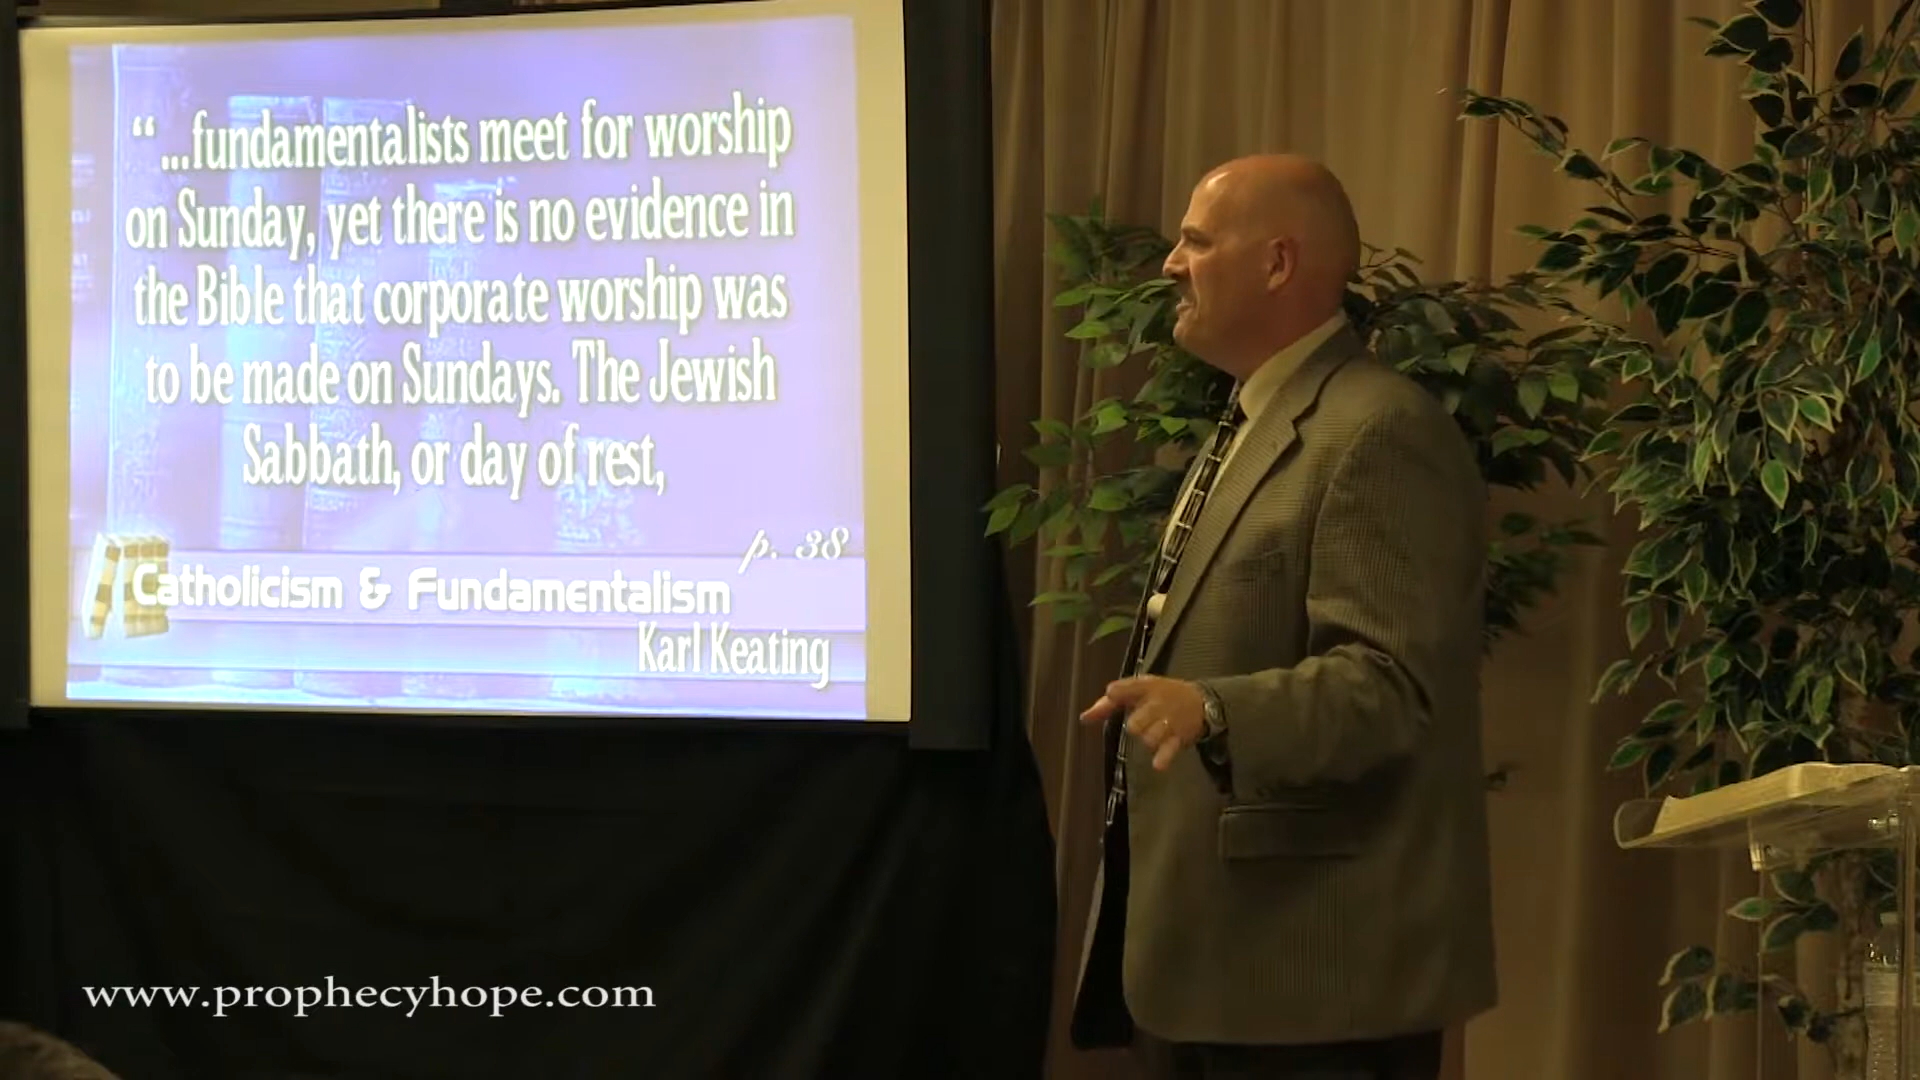 “ ...fundamentalists meet for worship
on Sunday, yet there is no evidence in
the Bible that corporate worship was
to be made on Sundays. The Jewish
Sabbath, or day of rest,
p. 38
Catholicism & Fundamentalism
Karl Keating
www.prophecyhope.com